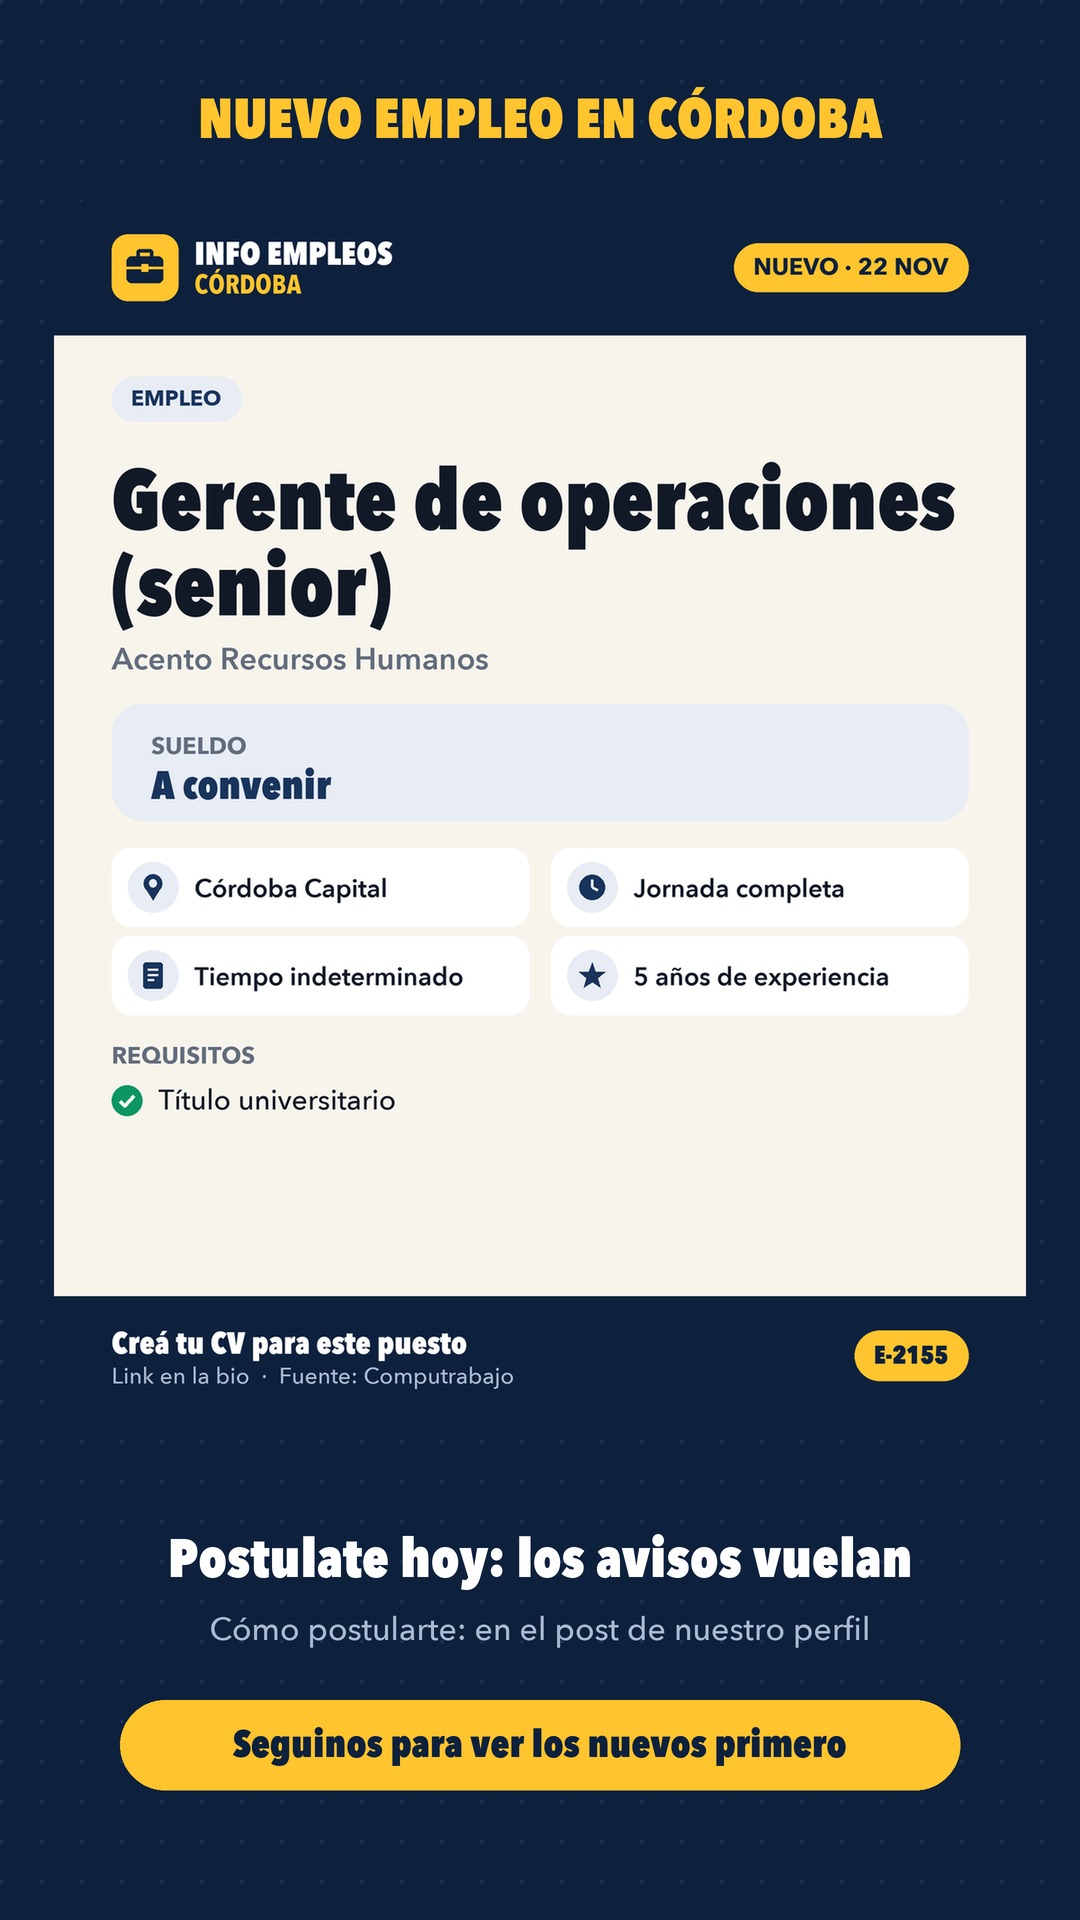 NUEVO EMPLEO EN CÓRDOBA
INFO EMPLEOS
CÓRDOBA
NUEVO · 22 NOV
EMPLEO
Gerente de operaciones
(senior)
Acento Recursos Humanos
SUELDO
A convenir
Córdoba Capital
Jornada completa
Tiempo indeterminado
5 años de experiencia
REQUISITOS
Título universitario
Creá tu CV para este puesto
Link en la bio · Fuente: Computrabajo
E-2155
Postulate hoy: los avisos vuelan
Cómo postularte: en el post de nuestro perfil
Seguinos para ver los nuevos primero